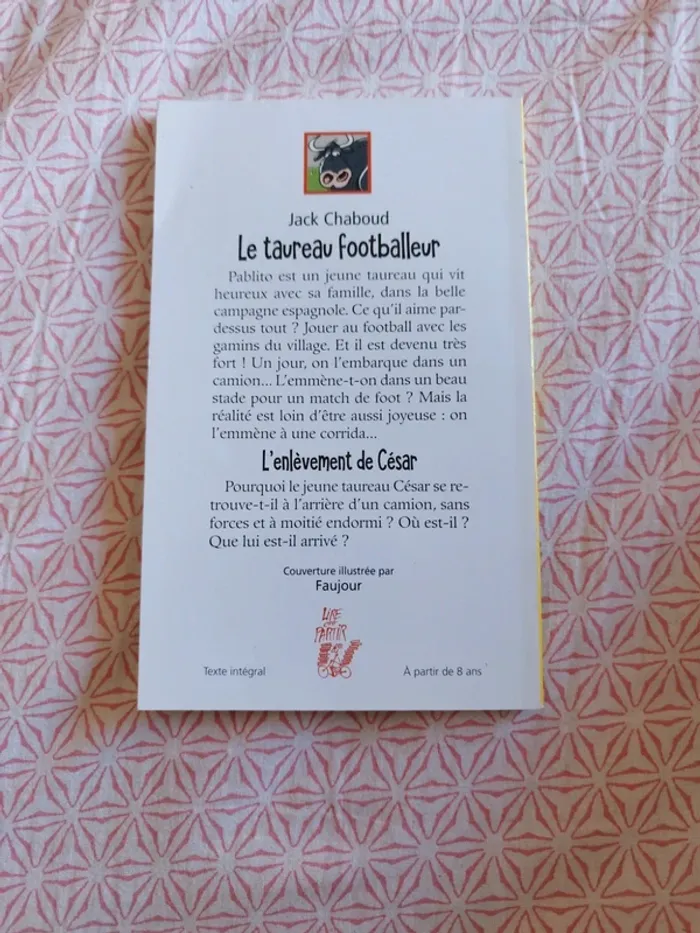 Jack Chaboud
Le taureau footballeur
Pablito est un jeune taureau qui vit
heureux avec sa famille, dans la belle
campagne espagnole. Ce qu'il aime par-
dessus tout ? Jouer au football avec les
gamins du village. Et il est devenu très
fort ! Un jour, on l'embarque dans un
camion... L'emmène-t-on dans un beau
stade pour un match de foot ? Mais la
réalité est loin d'être aussi joyeuse : on
l'emmène à une corrida...
L'enlèvement de César
Pourquoi le jeune taureau César se re-
trouve-t-il à l'arrière d'un camion, sans
forces et à moitié endormi ? Où est-il ?
Que lui est-il arrivé ?
Couverture illustrée par
Faujour
LIRE
c'est
PARTIR
Texte intégral
À partir de 8 ans